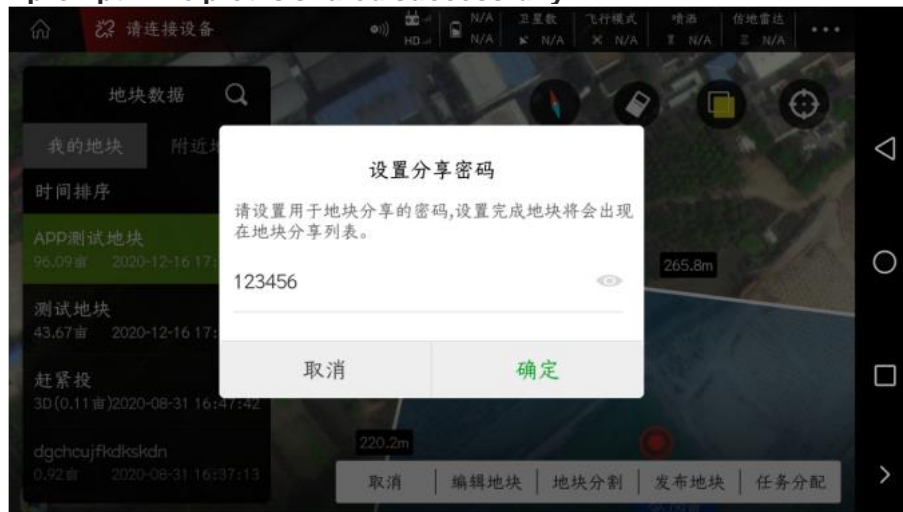 请连接设备
HD
N/A
N/A
卫星数
N/A
飞行模式
N/A
喷洒
N/A
仿地雷达
N/A
地块数据
我的地块
附近地
时间排序
APP测试地块
96.09亩 2020-12-16 17:
测试地块
43.67亩 2020-12-16 17:
赶紧投
3D(0.11亩)2020-08-31 16:47:42
dgchcujfkdkskdn
0.92亩 2020-08-31 16:37:13
设置分享密码
请设置用于地块分享的密码,设置完成地块将会出现
在地块分享列表。
123456
取消
确定
265.8m
220.2m
取消 编辑地块 地块分割 发布地块 任务分配